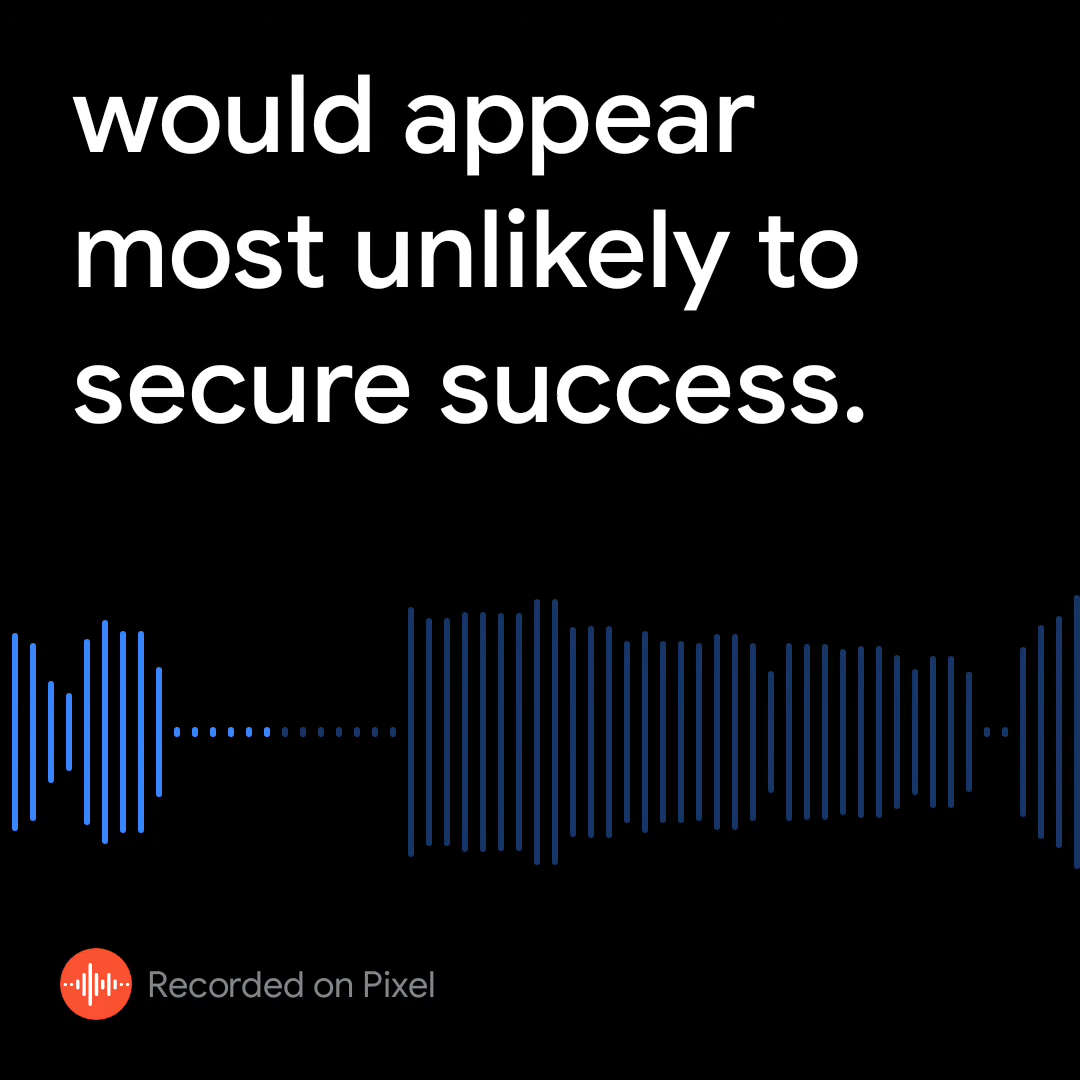 would appear
most unlikely to
secure success.
Recorded on Pixel